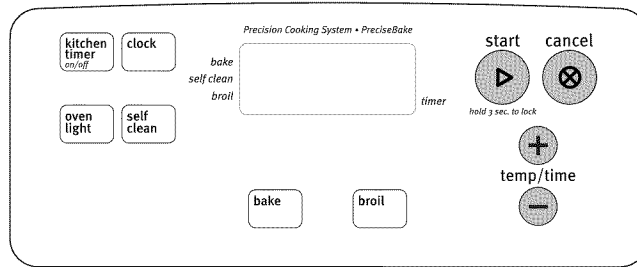 Precision Cooking System • PreciseBake
kitchen
timer
on/off
clock
bake
self clean
broil
timer
start
cancel
hold 3 sec. to lock
oven
light
self
clean
temp/time
bake
broil